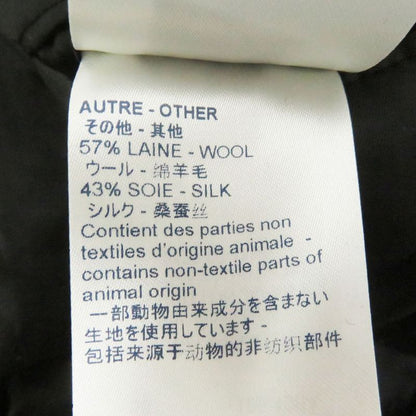 AUTRE - OTHER
その他 - 其他
57% LAINE - WOOL
ウール - 绵羊毛
43% SOIE - SILK
シルク - 桑蚕丝
Contient des parties non
textiles d'origine animale -
contains non-textile parts of
animal origin
一部動物由来成分を含まない
生地を使用しています -
包括来源于动物的非纺织部件